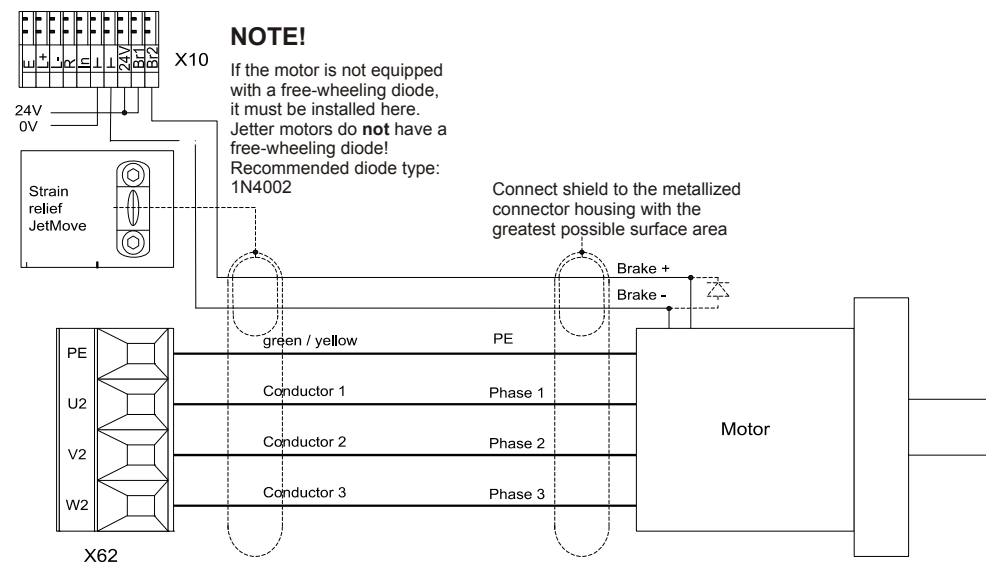 E L+ L- R In ⊥ ⊥ 24V Br1 Br2
X10
24V
0V
NOTE!
If the motor is not equipped
with a free-wheeling diode,
it must be installed here.
Jetter motors do not have a
free-wheeling diode!
Recommended diode type:
1N4002
Strain
relief
JetMove
Connect shield to the metallized
connector housing with the
greatest possible surface area
Brake +
Brake -
PE
green / yellow
PE
U2
Conductor 1
Phase 1
V2
Conductor 2
Phase 2
W2
Conductor 3
Phase 3
Motor
X62